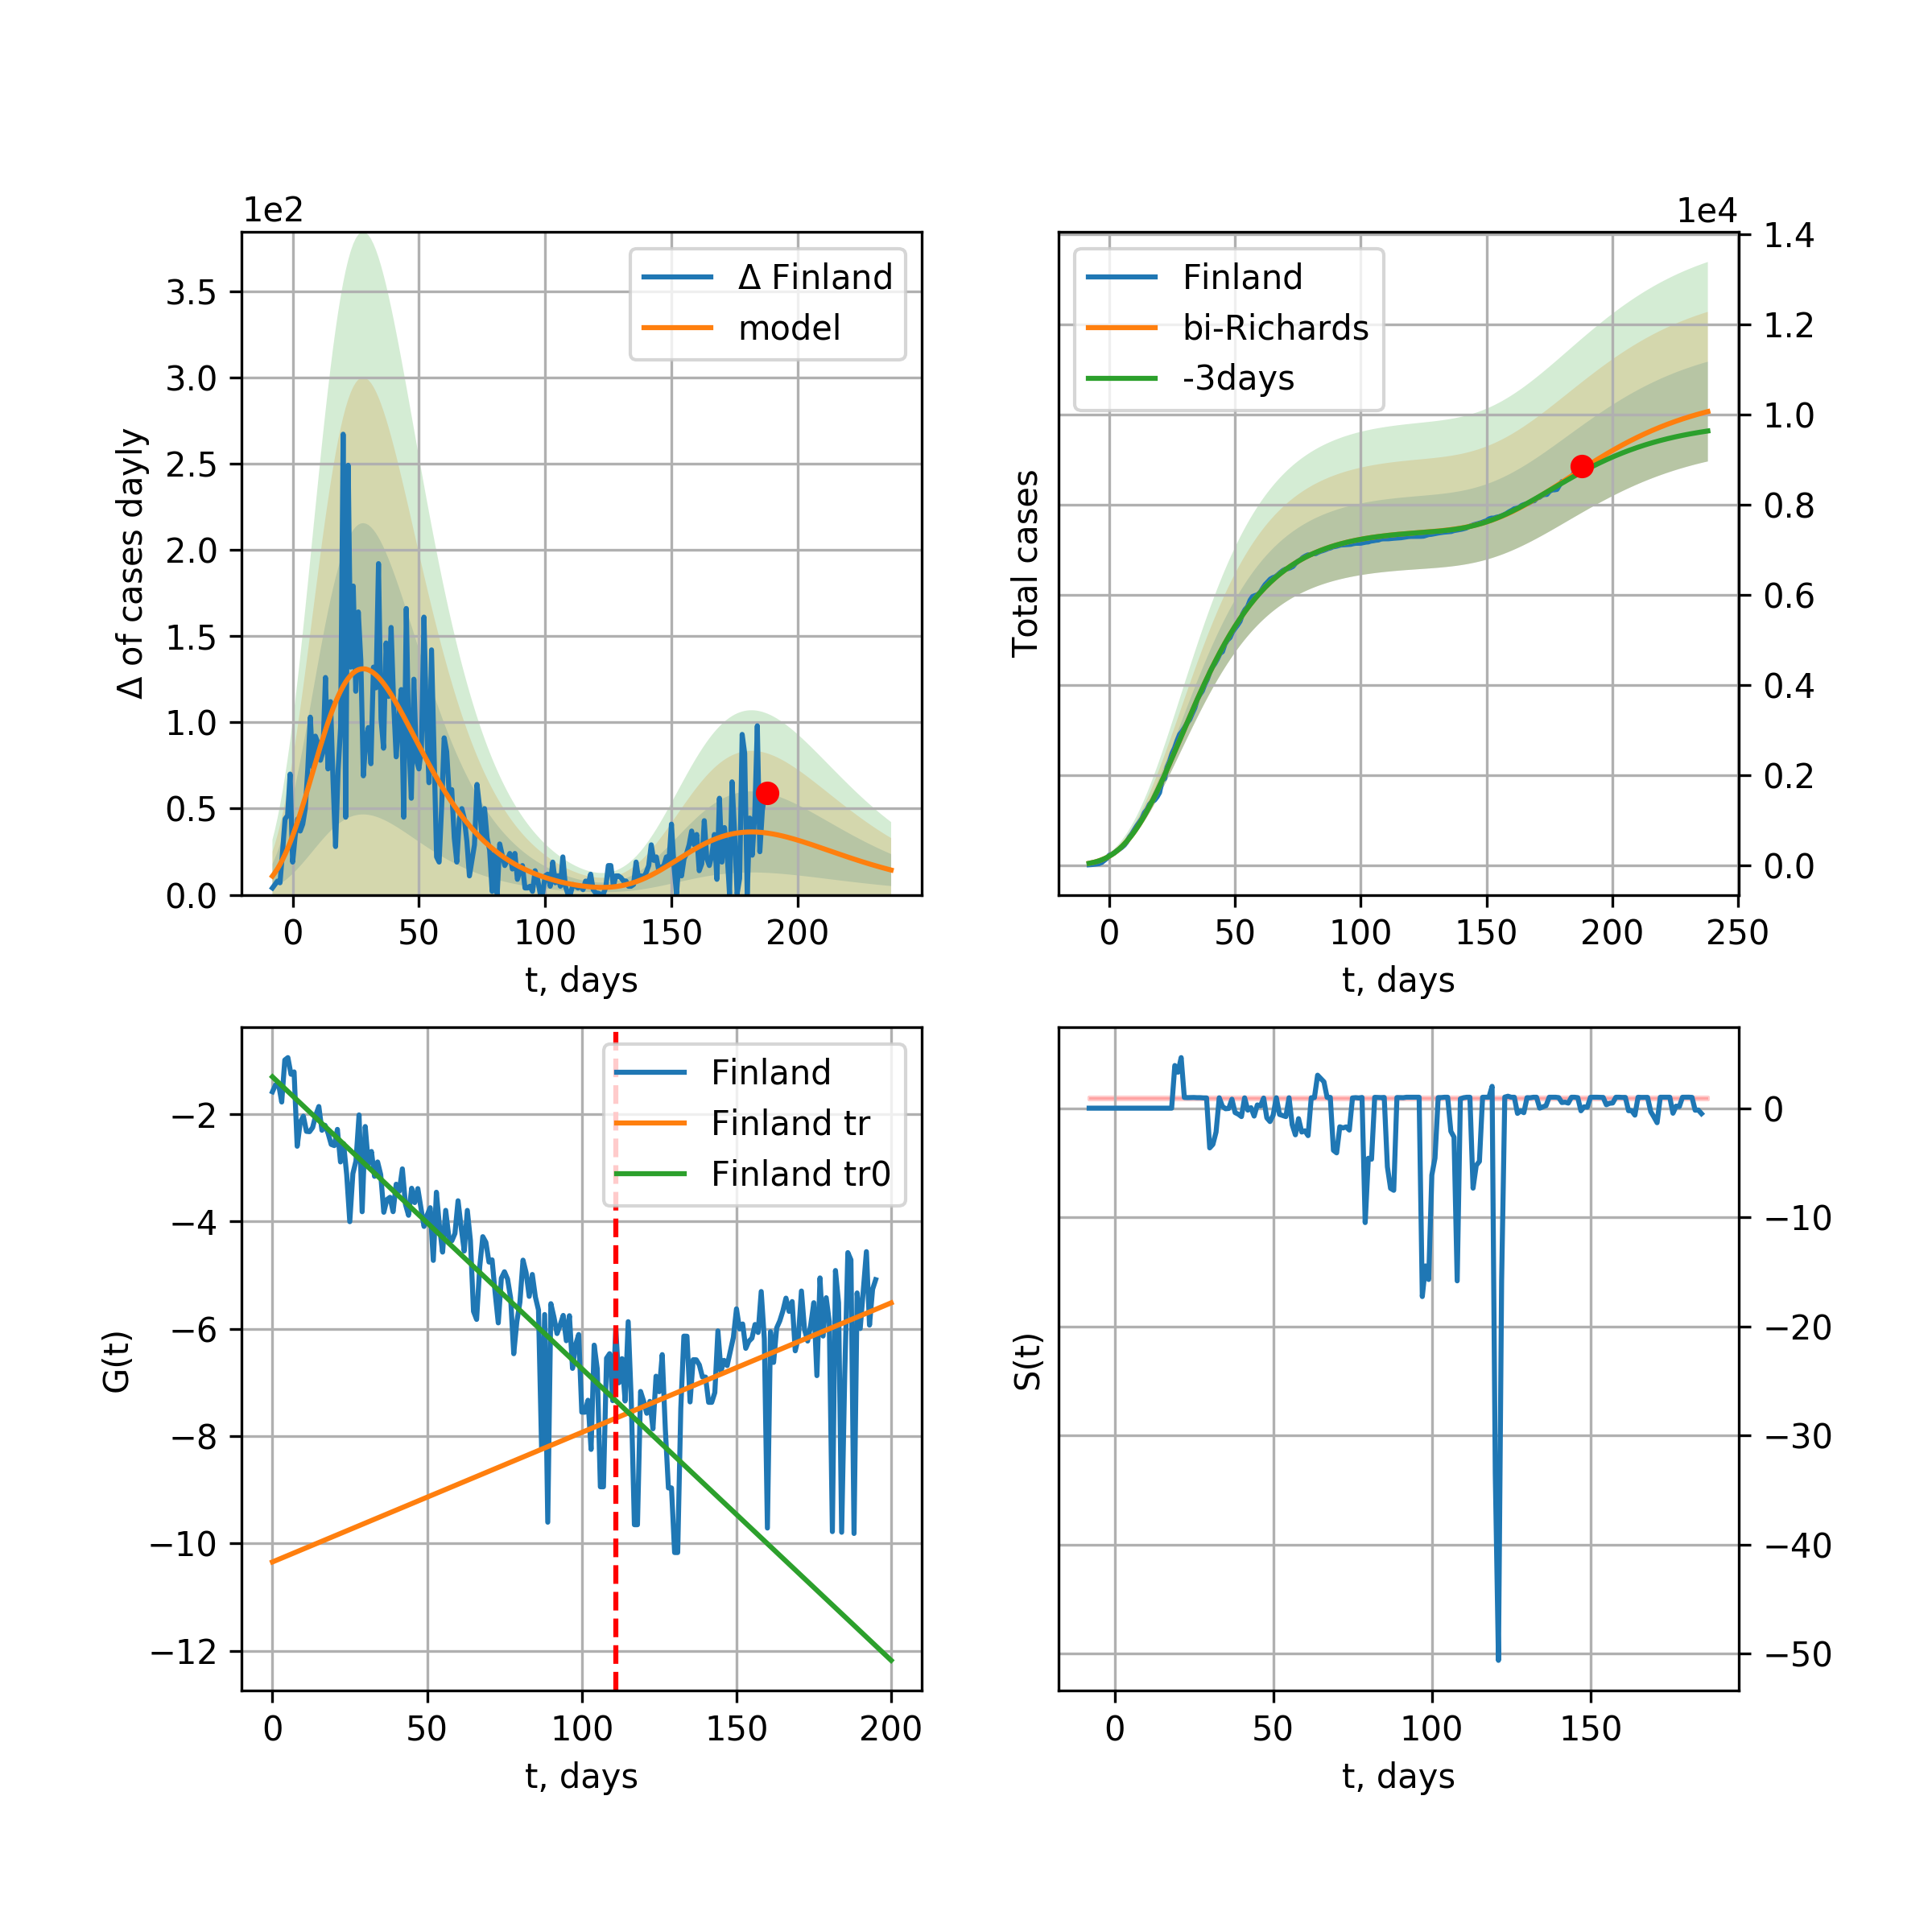 1e2
3.5
3.0
2.5
2.0
1.5
1.0
0.5
0.0
Δ of cases dayly
Δ Finland
model
0 50 100 150 200
t, days
1e4
1.4
1.2
1.0
0.8
0.6
0.4
0.2
0.0
Total cases
Finland
bi-Richards
-3days
0 50 100 150 200 250
t, days
−2
−4
−6
−8
−10
−12
G(t)
Finland
Finland tr
Finland tr0
0 50 100 150 200
t, days
S(t)
0
−10
−20
−30
−40
−50
0 50 100 150
t, days